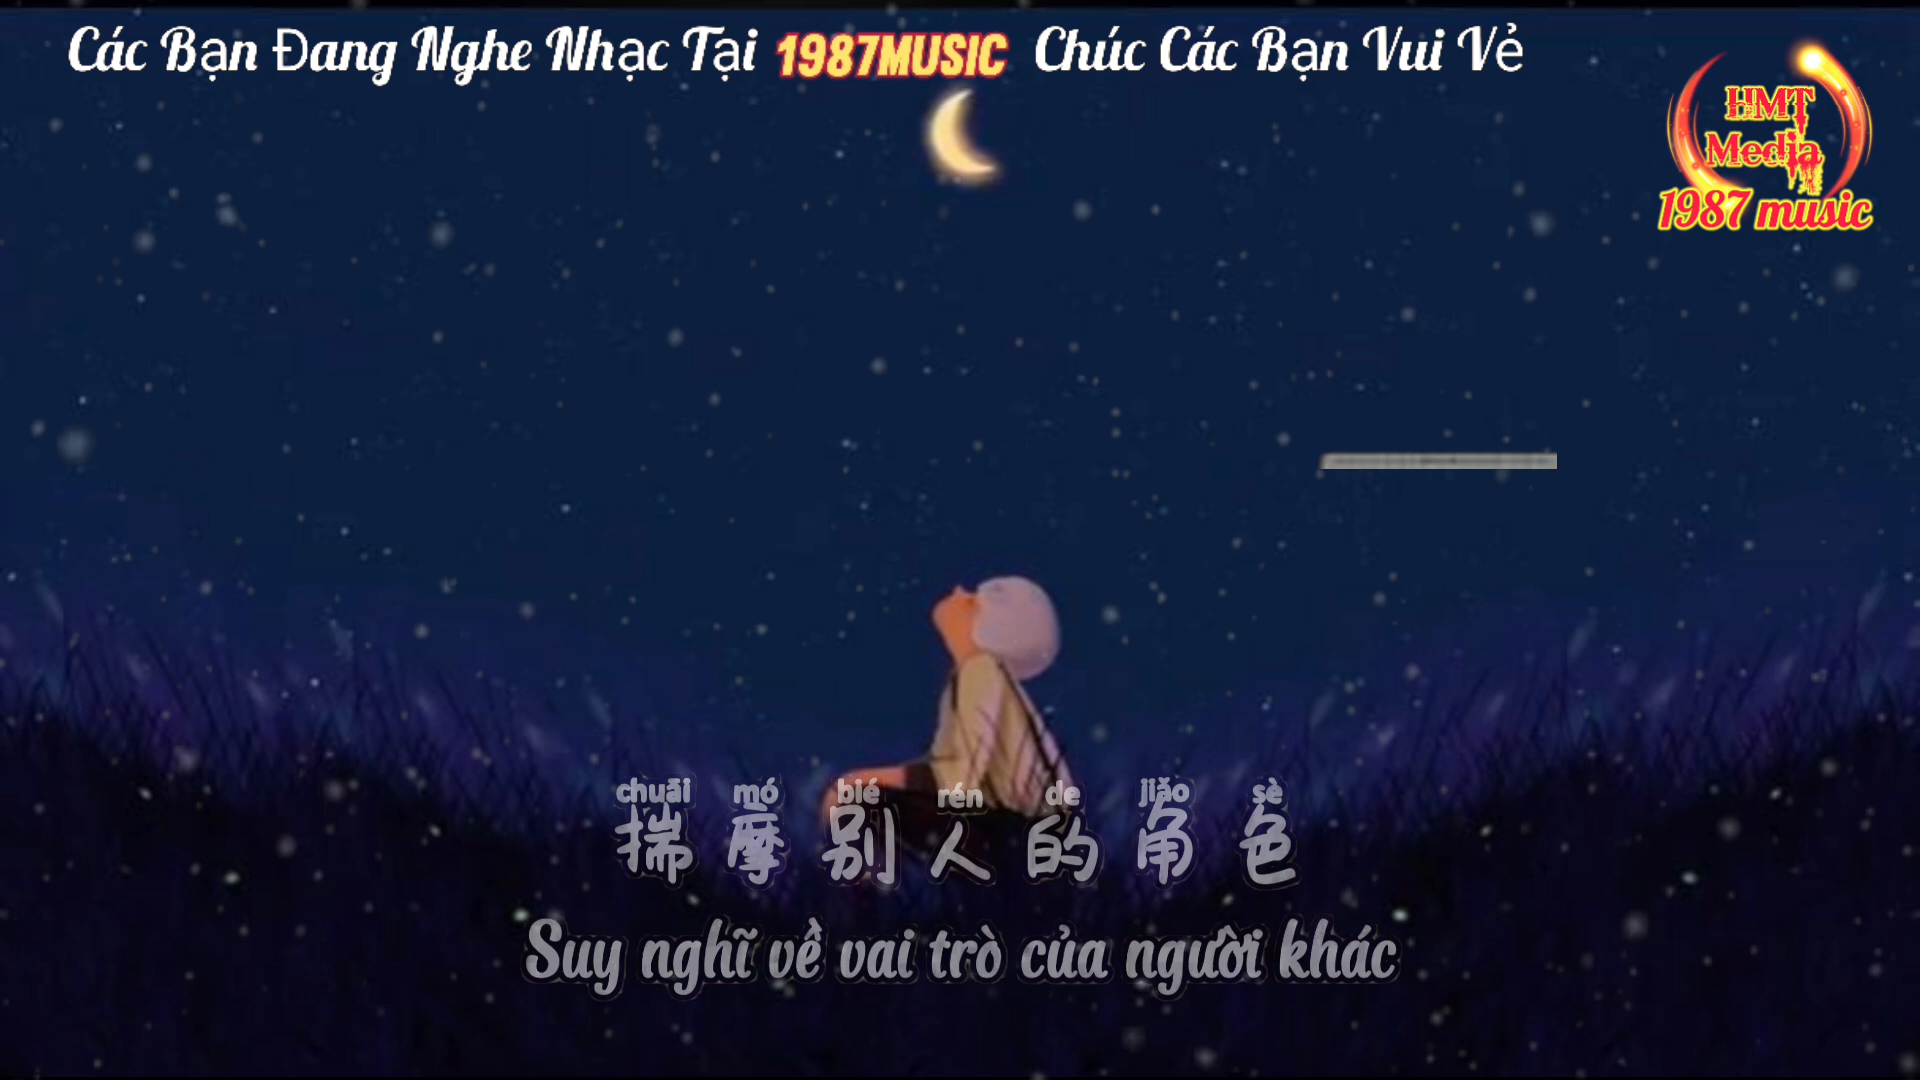 Các Bạn Đang Nghe Nhạc Tại 1987MUSIC Chúc Các Bạn Vui Vẻ
HMT
Media
1987 music
chuāi mó bié rén de jiǎo sè
揣摩别人的角色
Suy nghĩ về vai trò của người khác